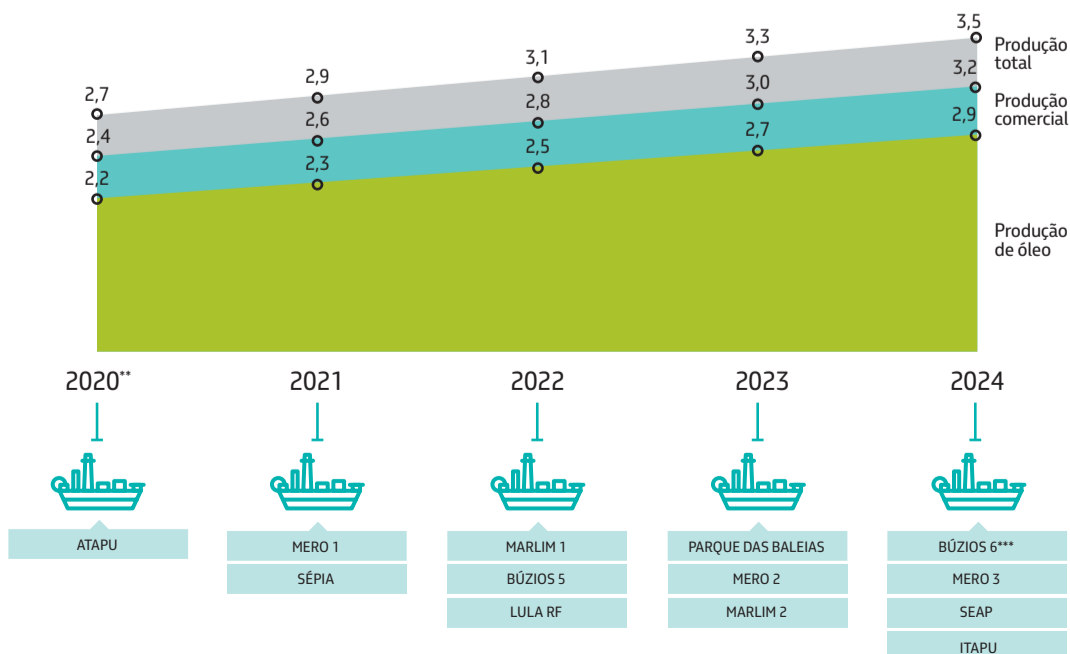 3,5
3,3
3,1
2,9
2,7
Produção
total
3,2
3,0
2,8
2,6
2,4
Produção
comercial
2,9
2,7
2,5
2,3
2,2
Produção
de óleo
2020** 2021 2022 2023 2024
ATAPU MERO 1 MARLIM 1 PARQUE DAS BALEIAS BÚZIOS 6***
SÉPIA BÚZIOS 5 MERO 2 MERO 3
LULA RF MARLIM 2 SEAP
ITAPU